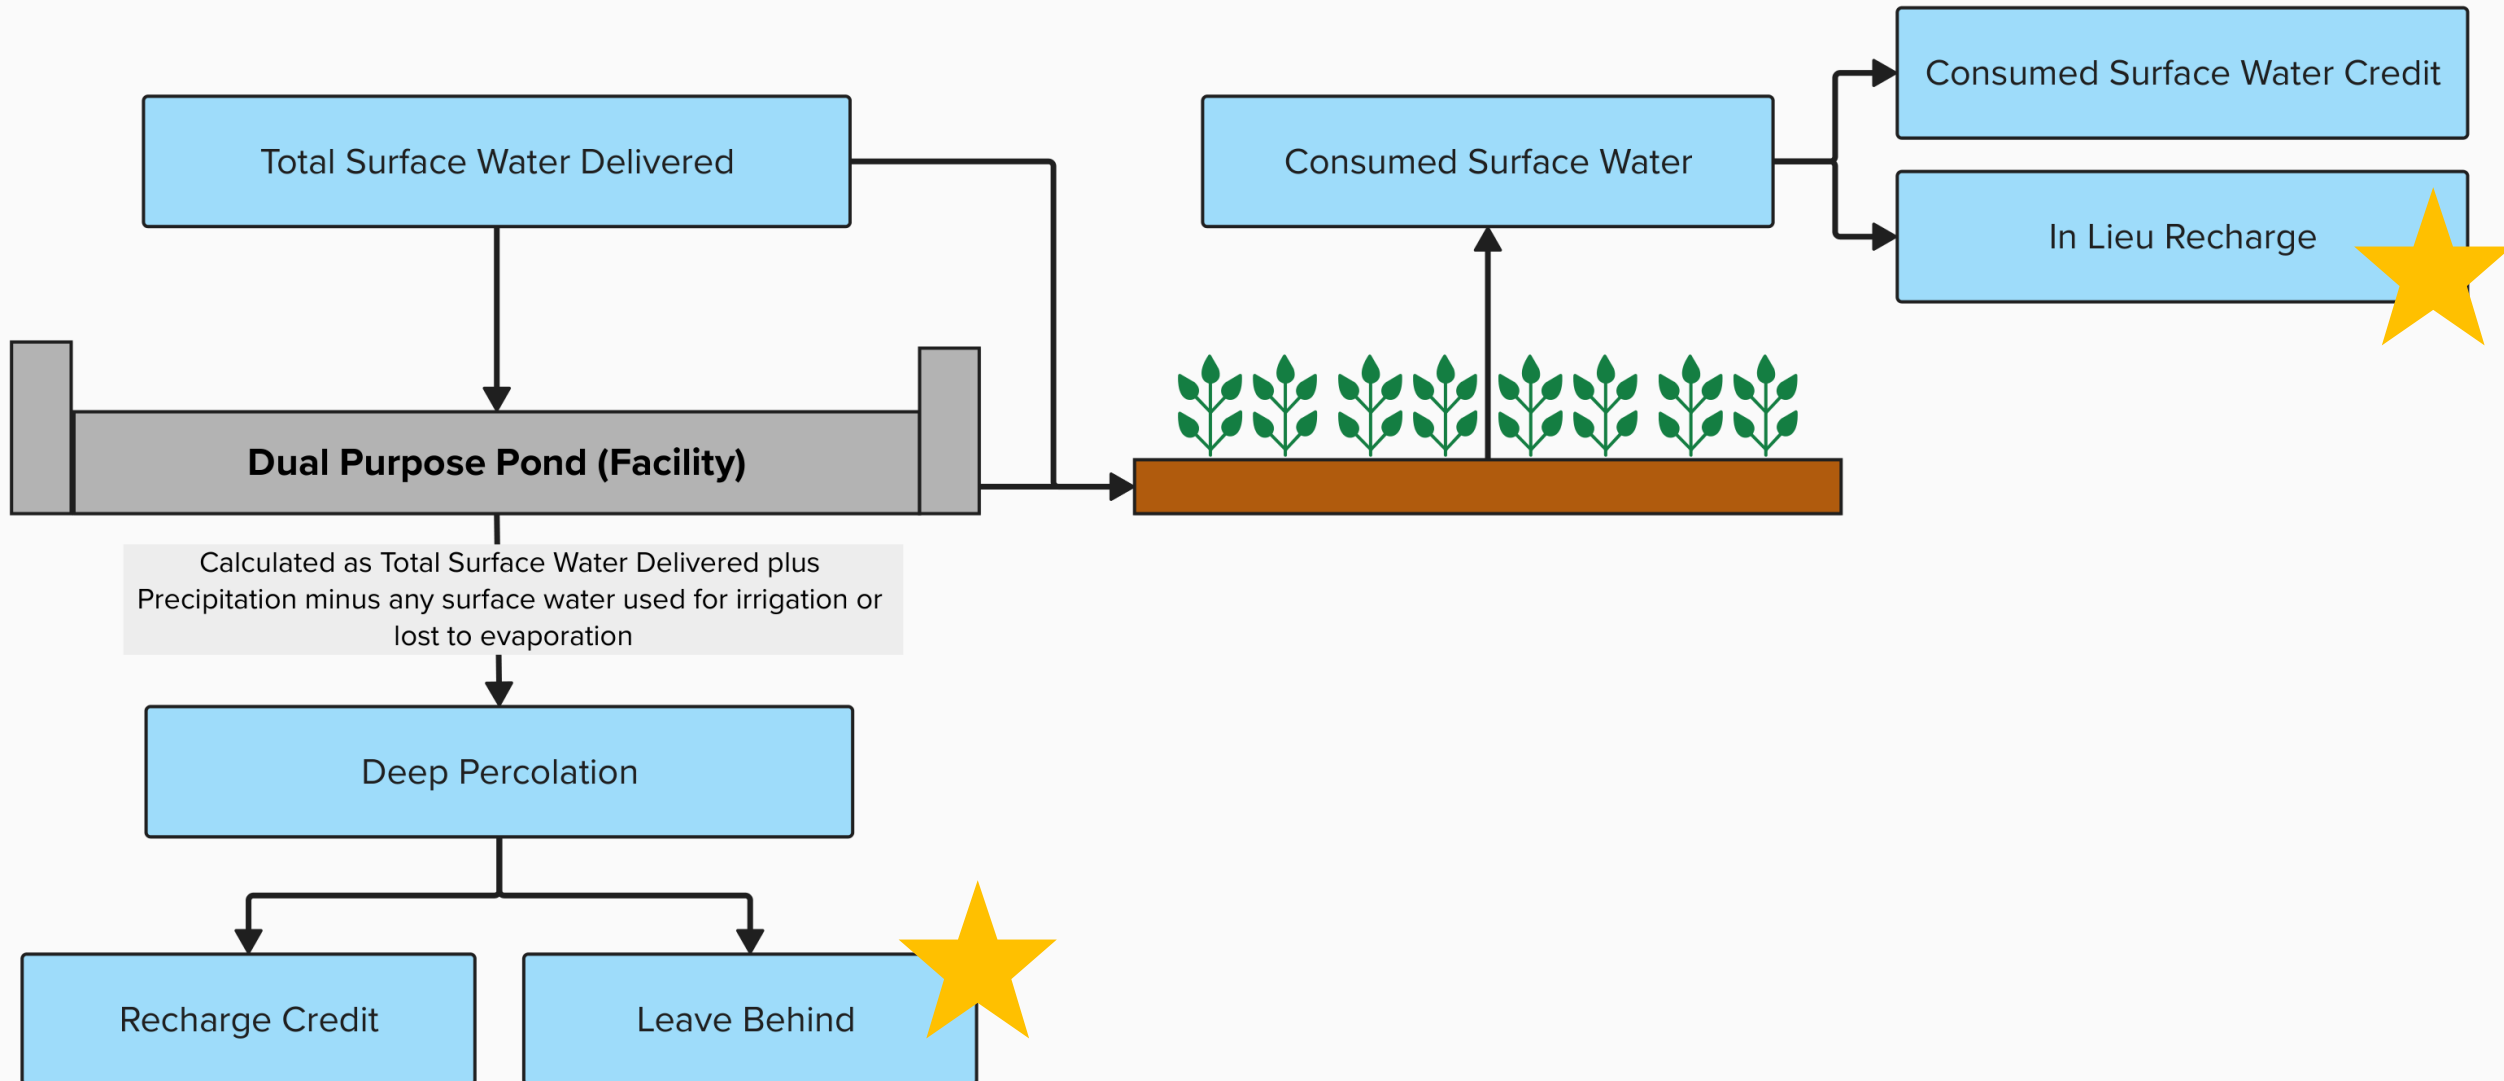 Consumed Surface Water Credit
Total Surface Water Delivered
Consumed Surface Water
In Lieu Recharge
Dual Purpose Pond (Facility)
Calculated as Total Surface Water Delivered plus
Precipitation minus any surface water used for irrigation or
lost to evaporation
Deep Percolation
Recharge Credit
Leave Behind